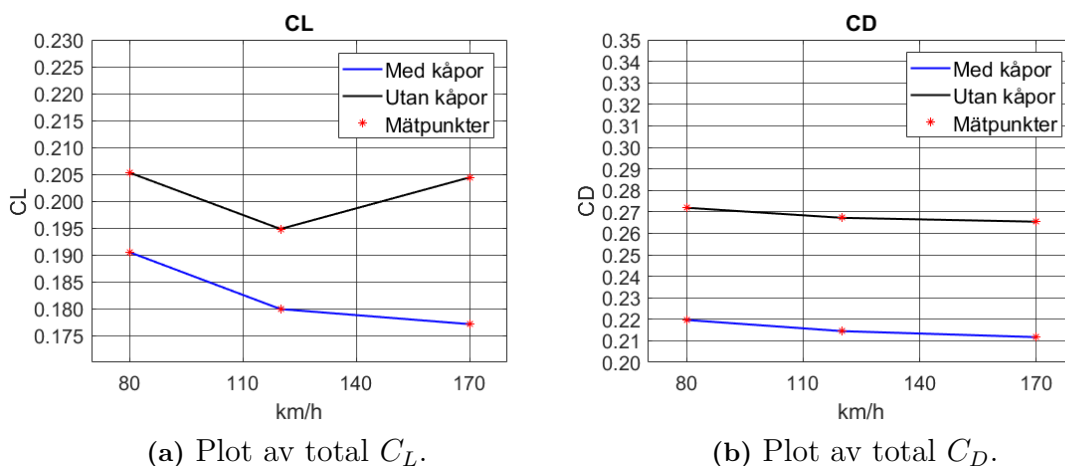 CL
0.230
0.225
0.220
0.215
0.210
0.205
0.200
0.195
0.190
0.185
0.180
0.175
CL
Med kåpor
Utan kåpor
Mätpunkter
80 110 140 170
km/h
(a) Plot av total C_L.
CD
0.35
0.34
0.33
0.32
0.31
0.30
0.29
0.28
0.27
0.26
0.25
0.24
0.23
0.22
0.21
0.20
CD
Med kåpor
Utan kåpor
Mätpunkter
80 110 140 170
km/h
(b) Plot av total C_D.